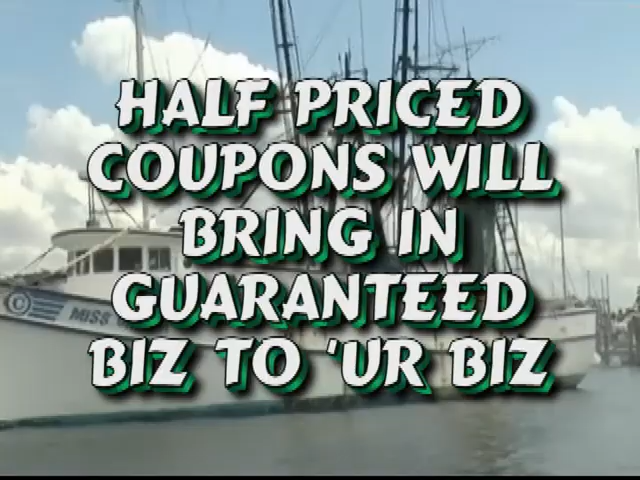 HALF PRICED
COUPONS WILL
BRING IN
GUARANTEED
BIZ TO 'UR BIZ
©
MISS